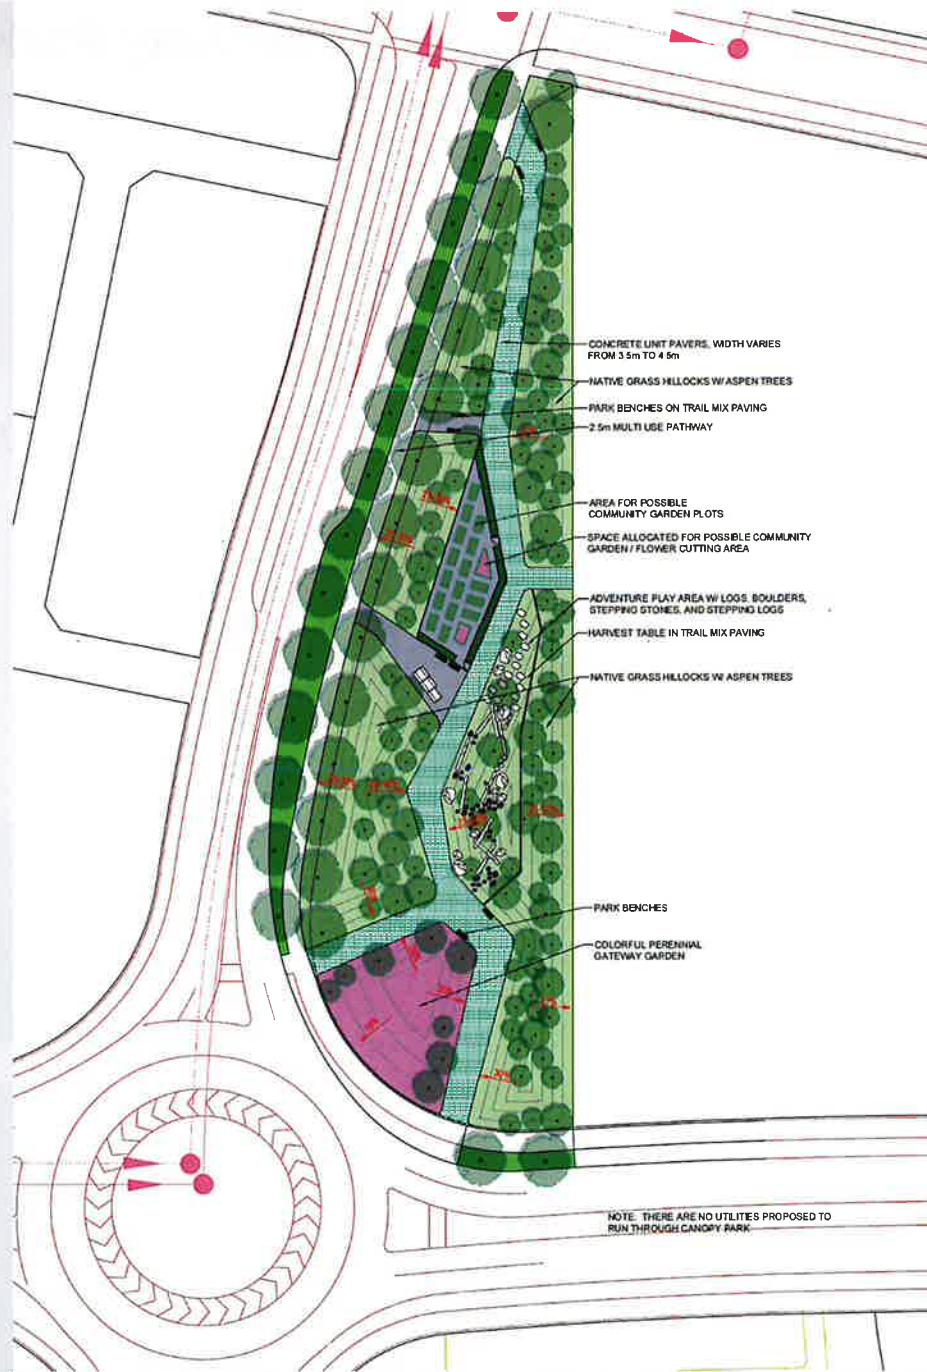 CONCRETE UNIT PAVERS, WIDTH VARIES
FROM 3.5m TO 4.5m
NATIVE GRASS HILLOCKS W/ ASPEN TREES
PARK BENCHES ON TRAIL MIX PAVING
2.5m MULTI USE PATHWAY
AREA FOR POSSIBLE
COMMUNITY GARDEN PLOTS
SPACE ALLOCATED FOR POSSIBLE COMMUNITY
GARDEN / FLOWER CUTTING AREA
ADVENTURE PLAY AREA W/ LOGS, BOULDERS,
STEPPING STONES, AND STEPPING LOGS
HARVEST TABLE IN TRAIL MIX PAVING
NATIVE GRASS HILLOCKS W/ ASPEN TREES
PARK BENCHES
COLORFUL PERENNIAL
GATEWAY GARDEN
NOTE: THERE ARE NO UTILITIES PROPOSED TO
RUN THROUGH CANOPY PARK